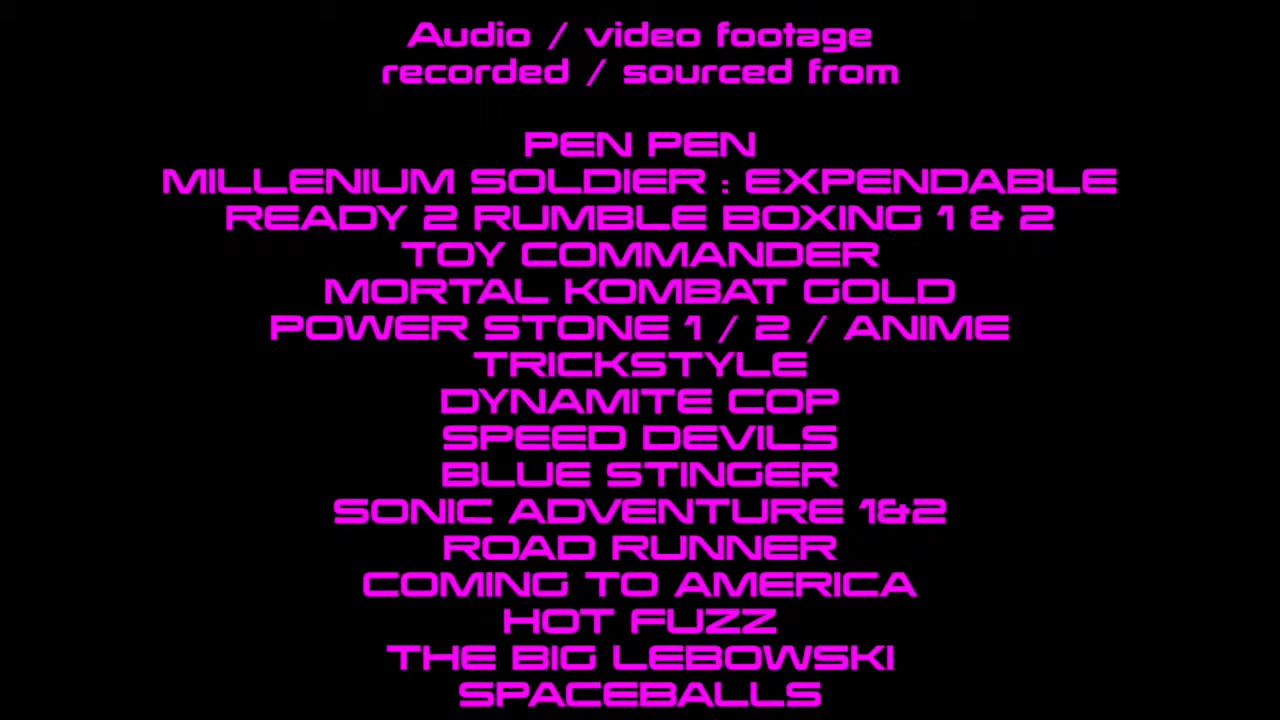 Audio / video footage
recorded / sourced from
PEN PEN
MILLENIUM SOLDIER : EXPENDABLE
READY 2 RUMBLE BOXING 1 & 2
TOY COMMANDER
MORTAL KOMBAT GOLD
POWER STONE 1 / 2 / ANIME
TRICKSTYLE
DYNAMITE COP
SPEED DEVILS
BLUE STINGER
SONIC ADVENTURE 1&2
ROAD RUNNER
COMING TO AMERICA
HOT FUZZ
THE BIG LEBOWSKI
SPACEBALLS